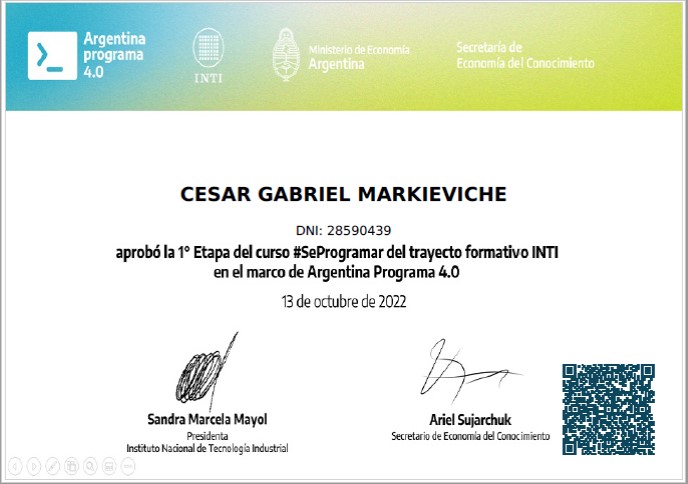 Argentina
programa
4.0
INTI
Ministerio de Economía
Argentina
Secretaría de
Economía del Conocimiento
CESAR GABRIEL MARKIEVICHE
DNI: 28590439
aprobó la 1° Etapa del curso #SeProgramar del trayecto formativo INTI
en el marco de Argentina Programa 4.0
13 de octubre de 2022
Sandra Marcela Mayol
Presidenta
Instituto Nacional de Tecnología Industrial
Ariel Sujarchuk
Secretario de Economía del Conocimiento